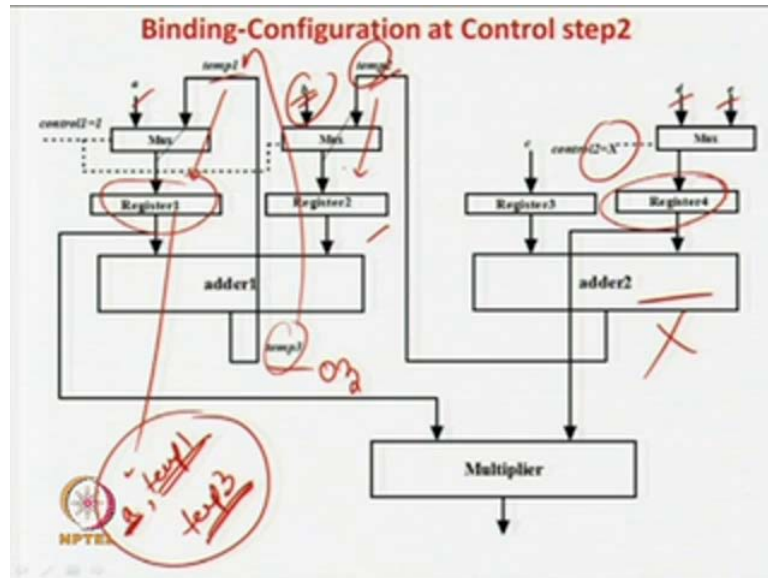 Binding-Configuration at Control step2
temp1
temp2
a
b
d
e
control1=1
Mux
Mux
c
control2=X
Mux
Register1
Register2
Register3
Register4
adder1
adder2
temp3
Multiplier
a, temp1
temp3
NPTEL